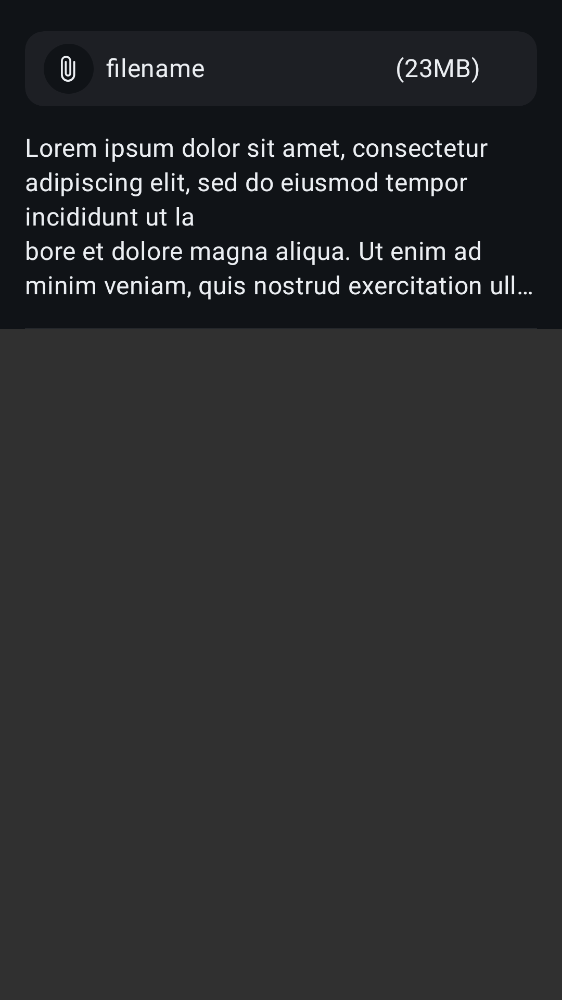 filename (23MB)
Lorem ipsum dolor sit amet, consectetur
adipiscing elit, sed do eiusmod tempor
incididunt ut la
bore et dolore magna aliqua. Ut enim ad
minim veniam, quis nostrud exercitation ull…